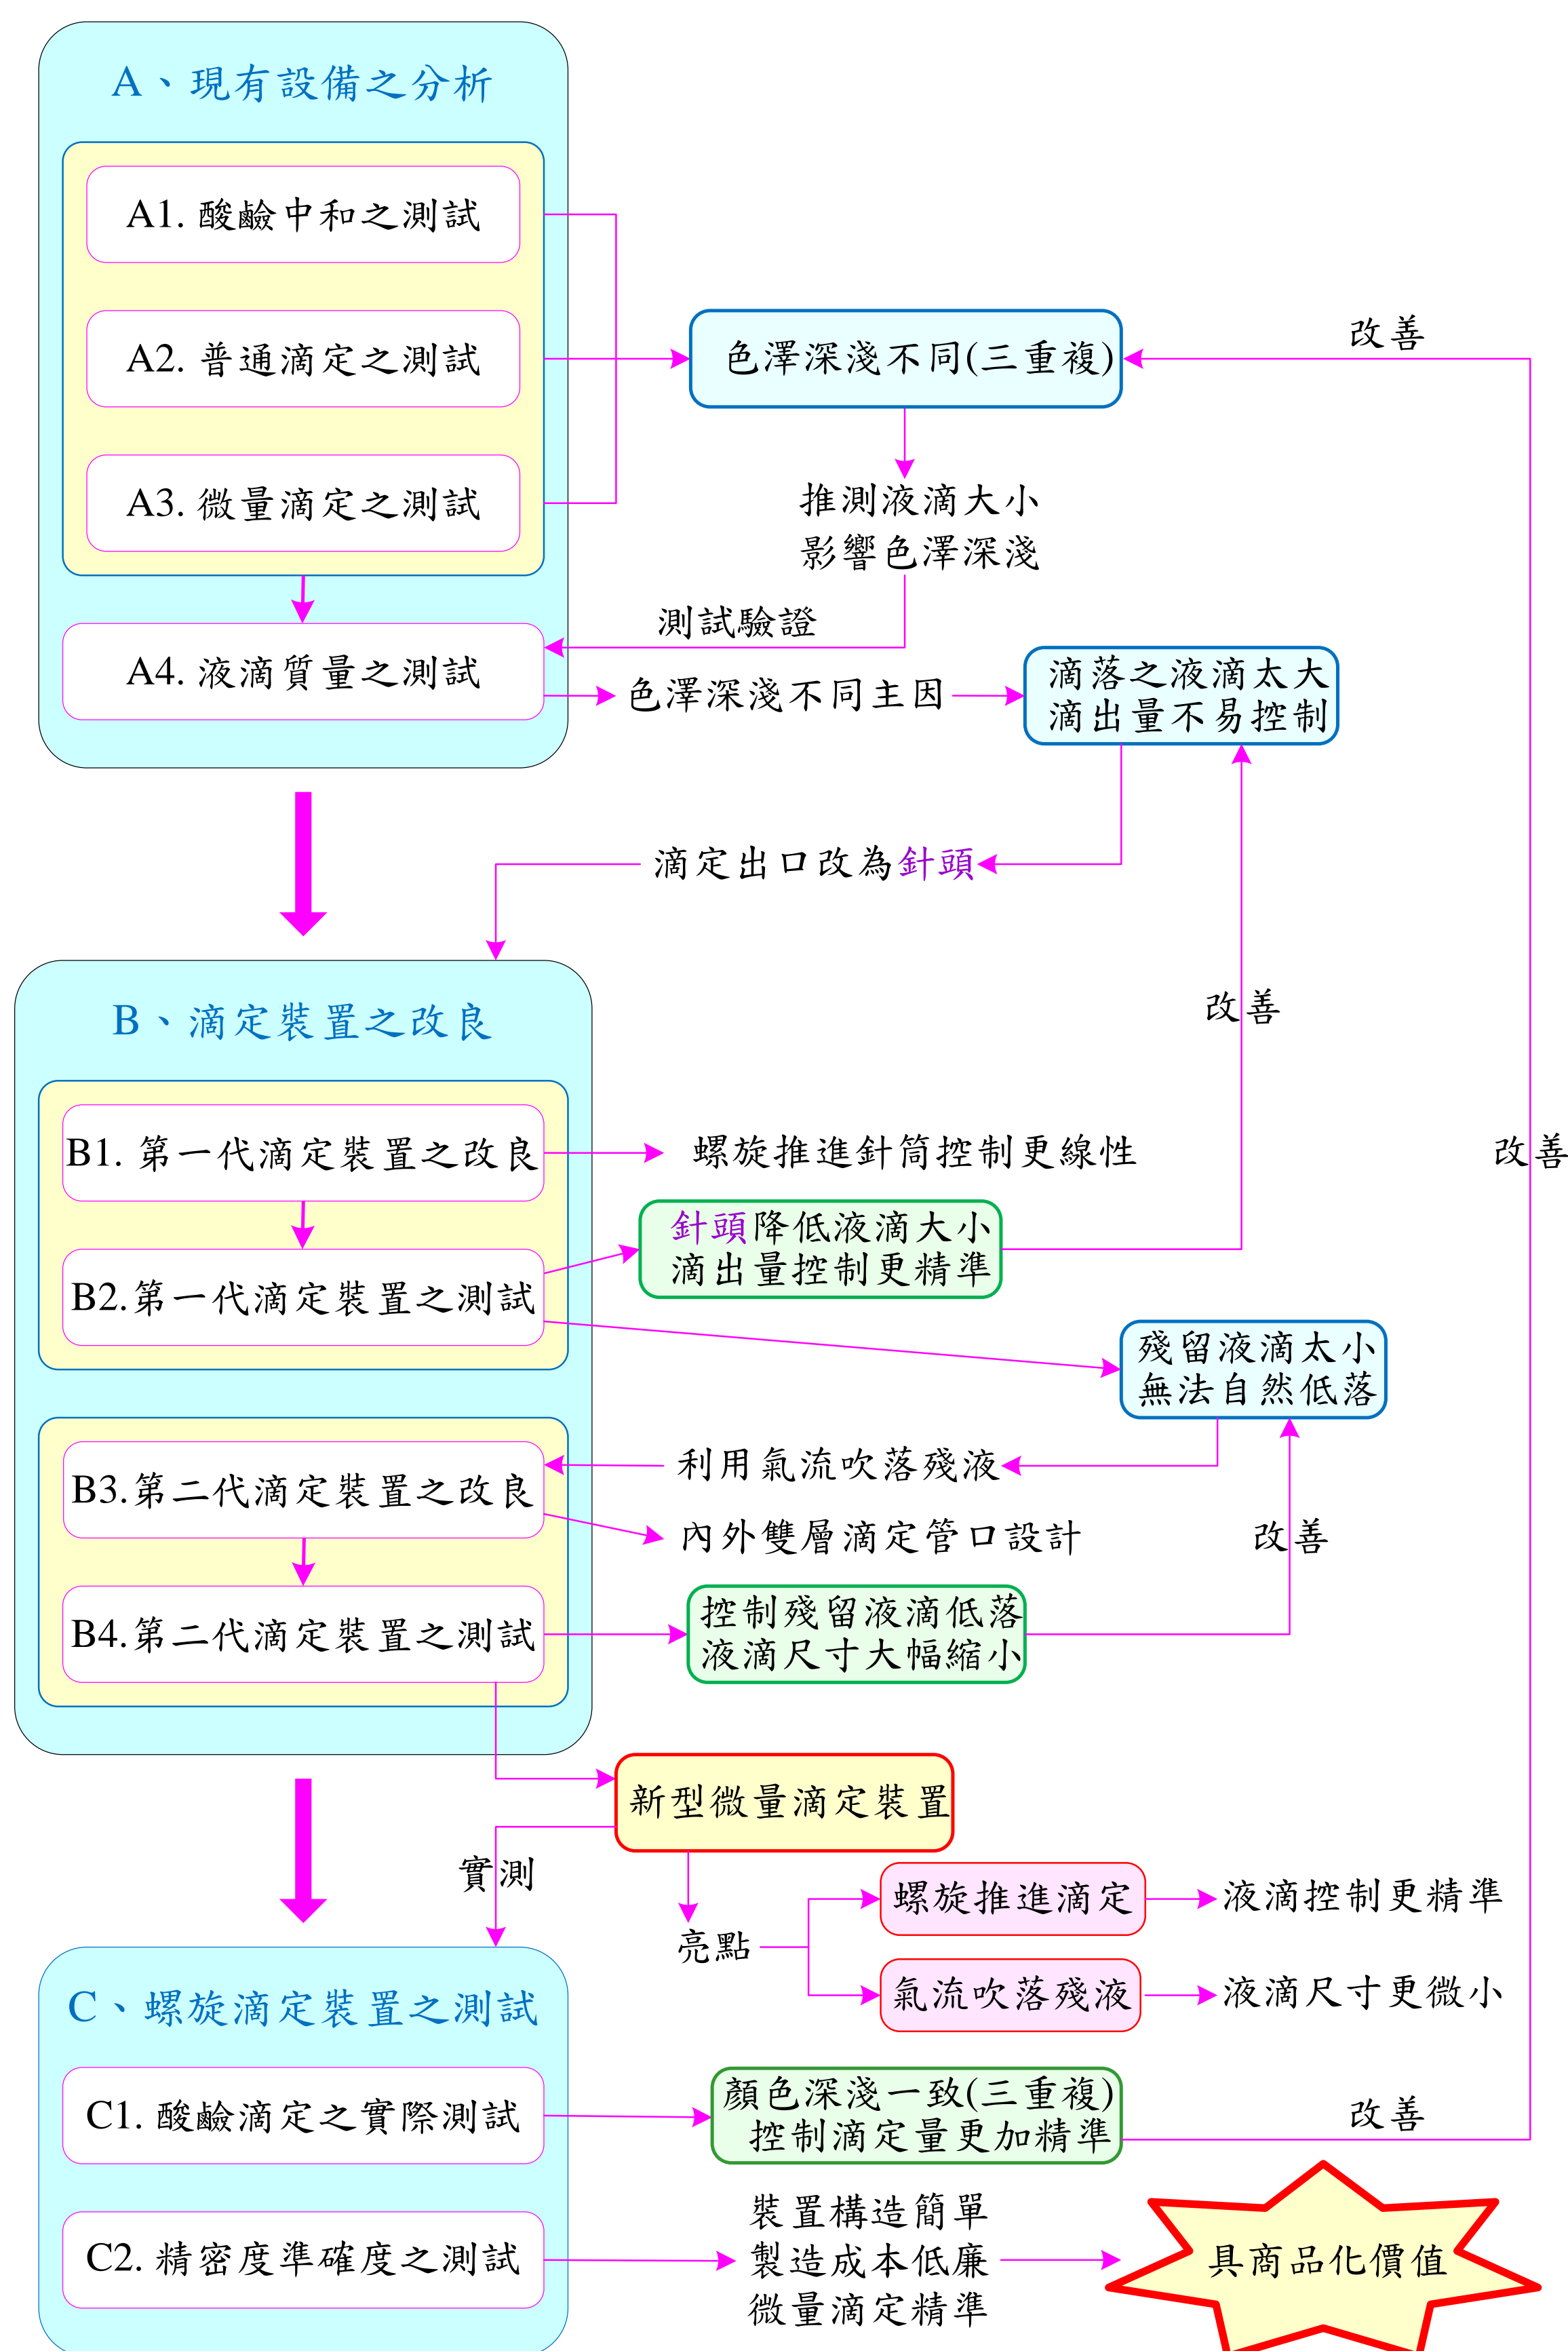 A、現有設備之分析
A1. 酸鹼中和之測試
A2. 普通滴定之測試
色澤深淺不同(三重複)
改善
A3. 微量滴定之測試
推測液滴大小
影響色澤深淺
測試驗證
A4. 液滴質量之測試
色澤深淺不同主因
滴落之液滴太大
滴出量不易控制
滴定出口改為針頭
改善
B、滴定裝置之改良
B1. 第一代滴定裝置之改良
螺旋推進針筒控制更線性
改善
針頭降低液滴大小
滴出量控制更精準
B2.第一代滴定裝置之測試
殘留液滴太小
無法自然低落
利用氣流吹落殘液
B3.第二代滴定裝置之改良
內外雙層滴定管口設計
改善
B4.第二代滴定裝置之測試
控制殘留液滴低落
液滴尺寸大幅縮小
新型微量滴定裝置
實測
亮點
螺旋推進滴定
液滴控制更精準
氣流吹落殘液
液滴尺寸更微小
C、螺旋滴定裝置之測試
C1. 酸鹼滴定之實際測試
顏色深淺一致(三重複)
控制滴定量更加精準
改善
C2. 精密度準確度之測試
裝置構造簡單
製造成本低廉
微量滴定精準
具商品化價值